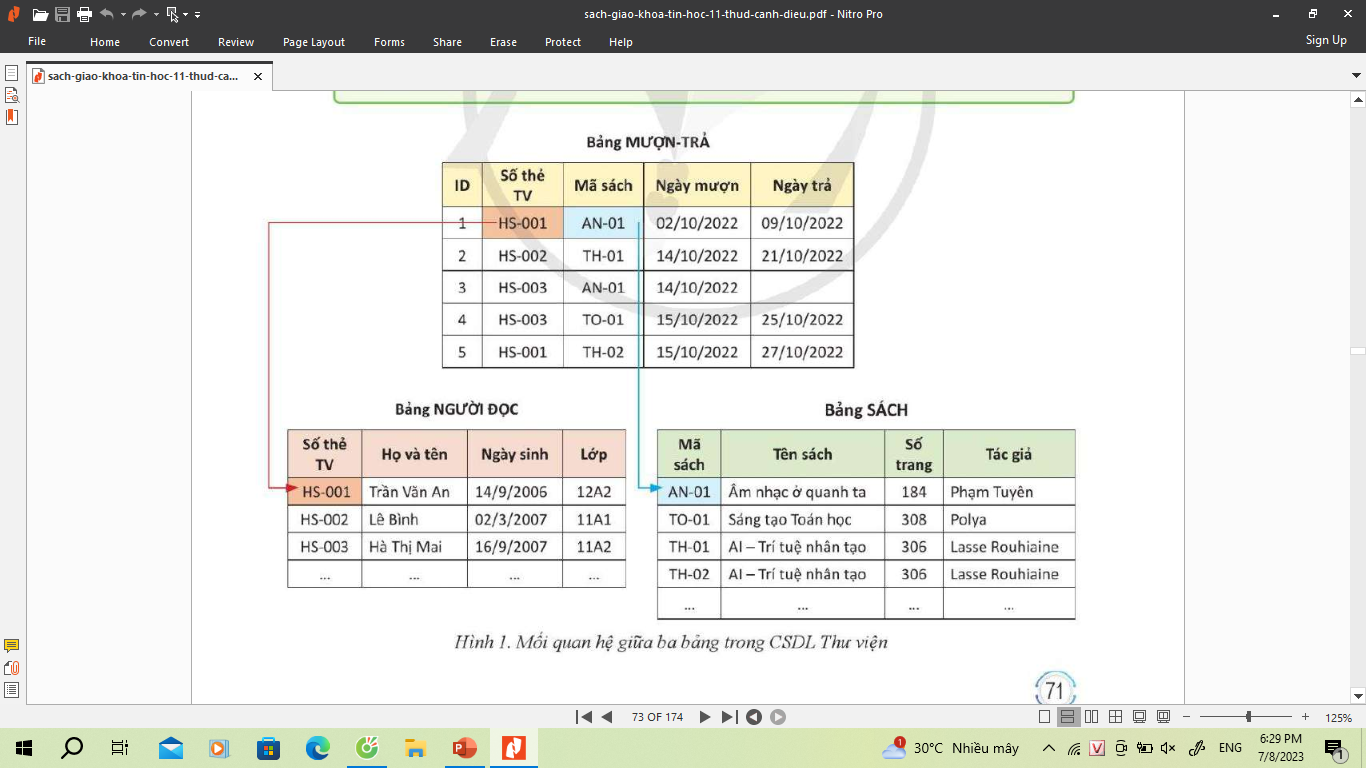 sach-giao-khoa-tin-hoc-11-thud-canh-dieu.pdf - Nitro Pro
File Home Convert Review Page Layout Forms Share Erase Protect Help Sign Up
sach-giao-khoa-tin-hoc-11-thud-ca...
Bảng MƯỢN-TRẢ
ID Số thẻ TV Mã sách Ngày mượn Ngày trả
1 HS-001 AN-01 02/10/2022 09/10/2022
2 HS-002 TH-01 14/10/2022 21/10/2022
3 HS-003 AN-01 14/10/2022
4 HS-003 TO-01 15/10/2022 25/10/2022
5 HS-001 TH-02 15/10/2022 27/10/2022
Bảng NGƯỜI ĐỌC
Số thẻ TV Họ và tên Ngày sinh Lớp
HS-001 Trần Văn An 14/9/2006 12A2
HS-002 Lê Bình 02/3/2007 11A1
HS-003 Hà Thị Mai 16/9/2007 11A2
... ... ... ...
Bảng SÁCH
Mã sách Tên sách Số trang Tác giả
AN-01 Âm nhạc ở quanh ta 184 Phạm Tuyên
TO-01 Sáng tạo Toán học 308 Polya
TH-01 AI – Trí tuệ nhân tạo 306 Lasse Rouhiaine
TH-02 AI – Trí tuệ nhân tạo 306 Lasse Rouhiaine
... ... ... ...
Hình 1. Mối quan hệ giữa ba bảng trong CSDL Thư viện
71
73 OF 174 125%
1 30°C Nhiều mây V ENG 6:29 PM
7/8/2023 1